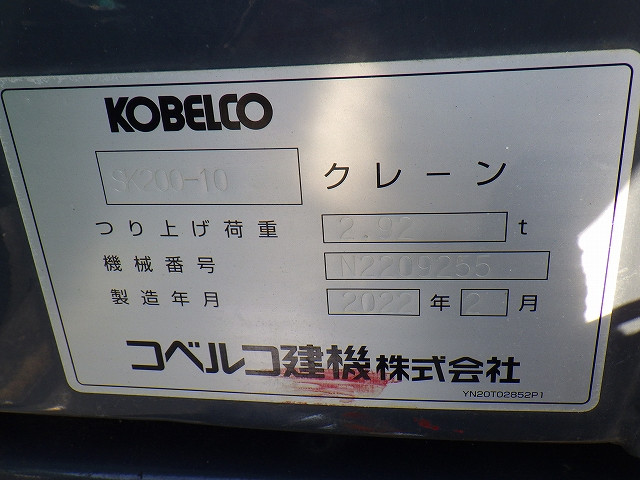 KOBELCO
SK200-10 クレーン
つり上げ荷重 2.92 t
機械番号 N2209255
製造年月 2022 年 2 月
コベルコ建機株式会社
YN20T02852P1